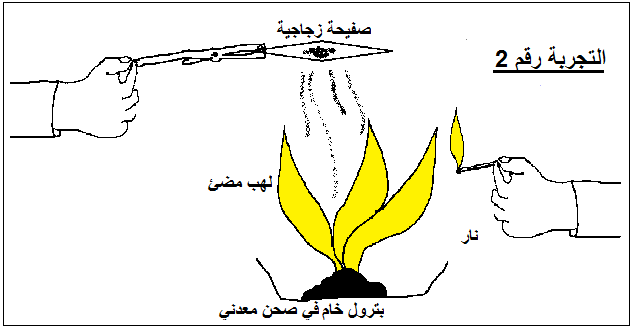 صفيحة زجاجية
التجربة رقم 2
لهب مضئ
نار
بترول خام في صحن معدني